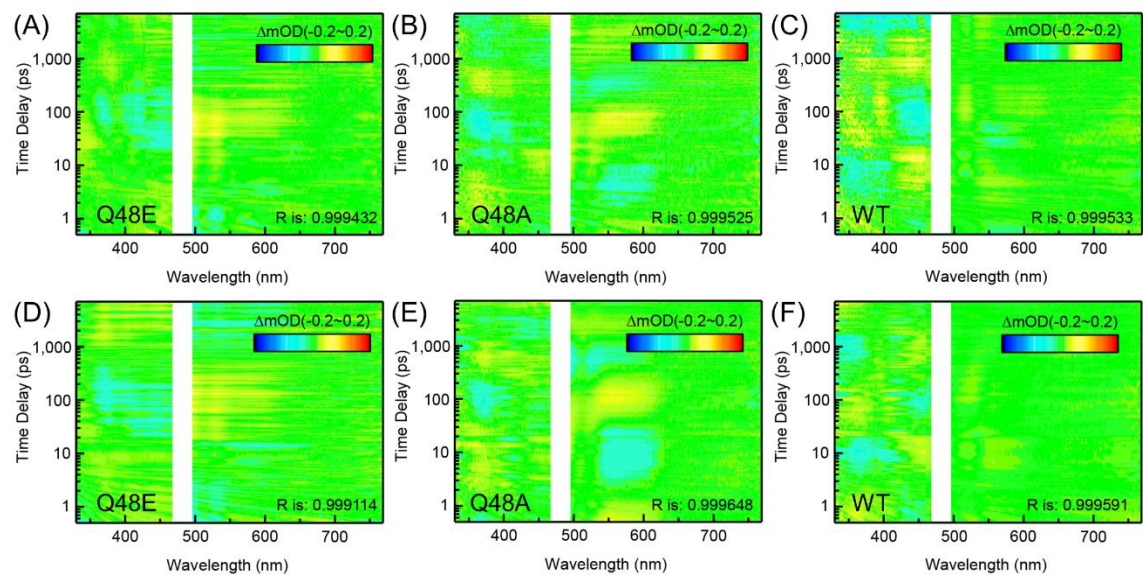 (A)
ΔmOD(-0.2~0.2)
Time Delay (ps)
1,000
100
10
1
Q48E
R is: 0.999432
400 500 600 700
Wavelength (nm)
(B)
ΔmOD(-0.2~0.2)
Time Delay (ps)
1,000
100
10
1
Q48A
R is: 0.999525
400 500 600 700
Wavelength (nm)
(C)
ΔmOD(-0.2~0.2)
Time Delay (ps)
1,000
100
10
1
WT
R is: 0.999533
400 500 600 700
Wavelength (nm)
(D)
ΔmOD(-0.2~0.2)
Time Delay (ps)
1,000
100
10
1
Q48E
R is: 0.999114
400 500 600 700
Wavelength (nm)
(E)
ΔmOD(-0.2~0.2)
Time Delay (ps)
1,000
100
10
1
Q48A
R is: 0.999648
400 500 600 700
Wavelength (nm)
(F)
ΔmOD(-0.2~0.2)
Time Delay (ps)
1,000
100
10
1
WT
R is: 0.999591
400 500 600 700
Wavelength (nm)